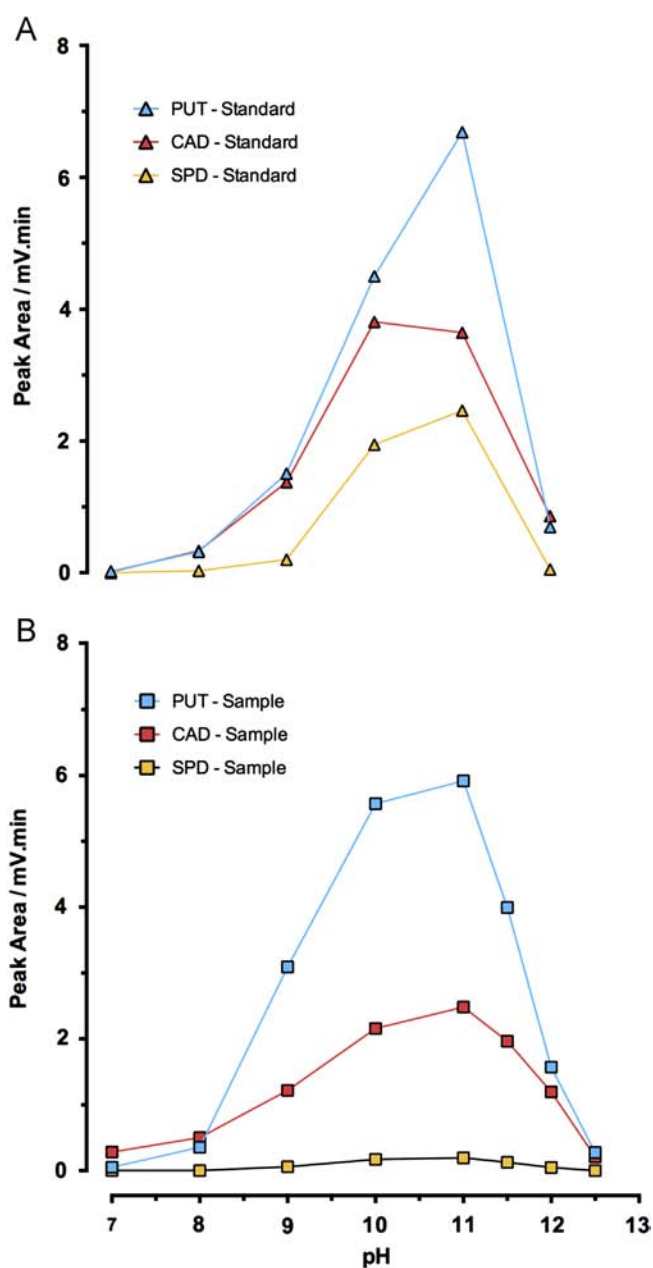 A
8
PUT - Standard
CAD - Standard
SPD - Standard
6
4
2
0
Peak Area / mV.min
B
8
PUT - Sample
CAD - Sample
SPD - Sample
6
4
2
0
Peak Area / mV.min
7 8 9 10 11 12 13
pH